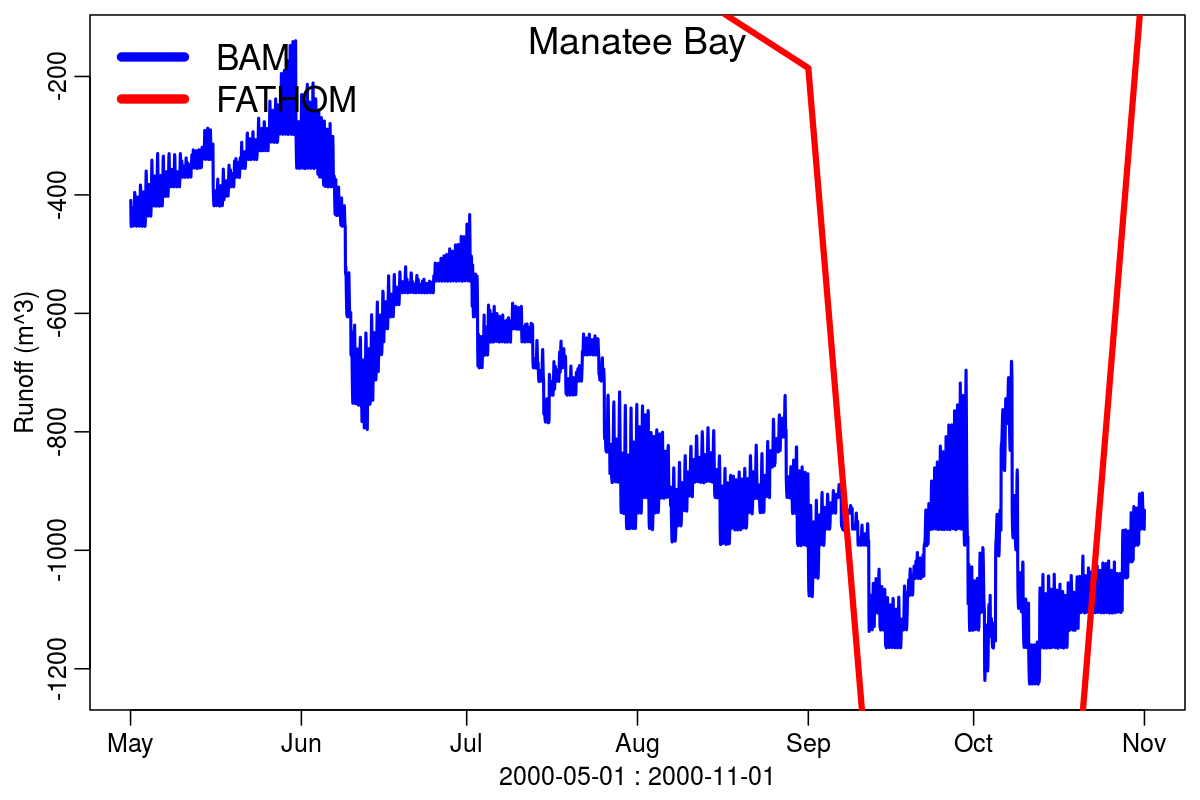 Manatee Bay
BAM
FATHOM
Runoff (m^3)
-200
-400
-600
-800
-1000
-1200
May Jun Jul Aug Sep Oct Nov
2000-05-01 : 2000-11-01